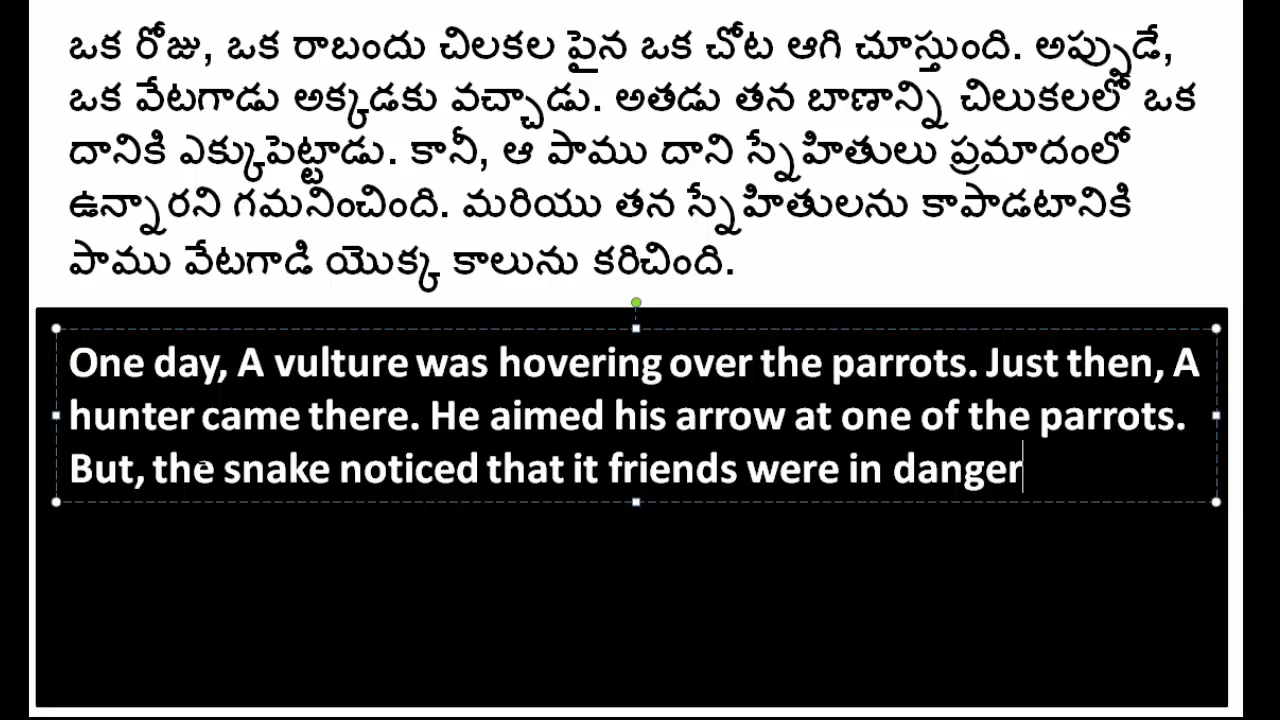 ఒక రోజు, ఒక రాబందు చిలకల పైన ఒక చోట ఆగి చూస్తుంది. అప్పుడే,
ఒక వేటగాడు అక్కడకు వచ్చాడు. అతడు తన బాణాన్ని చిలుకలలో ఒక
దానికి ఎక్కుపెట్టాడు. కానీ, ఆ పాము దాని స్నేహితులు ప్రమాదంలో
ఉన్నారని గమనించింది. మరియు తన స్నేహితులను కాపాడటానికి
పాము వేటగాడి యొక్క కాలును కరిచింది.
One day, A vulture was hovering over the parrots. Just then, A
hunter came there. He aimed his arrow at one of the parrots.
But, the snake noticed that it friends were in danger